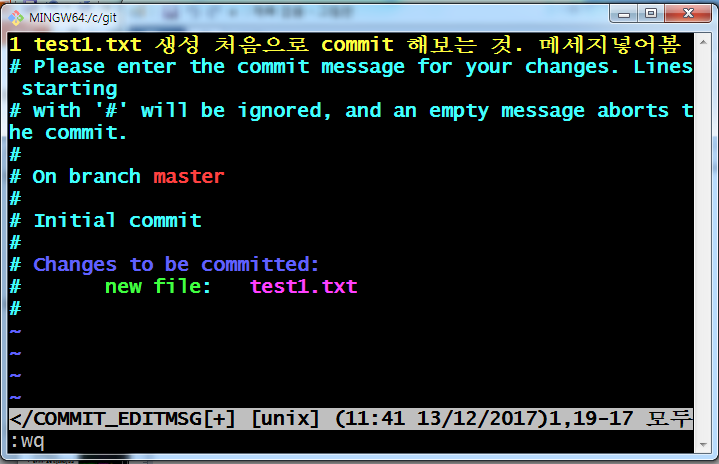 MINGW64:/c/git
1 test1.txt 생성 처음으로 commit 해보는 것. 메세지넣어봄
# Please enter the commit message for your changes. Lines
 starting
# with '#' will be ignored, and an empty message aborts t
he commit.
#
# On branch master
#
# Initial commit
#
# Changes to be committed:
#       new file:   test1.txt
#
~
~
~
~
</COMMIT_EDITMSG[+] [unix] (11:41 13/12/2017)1,19-17 모두
:wq